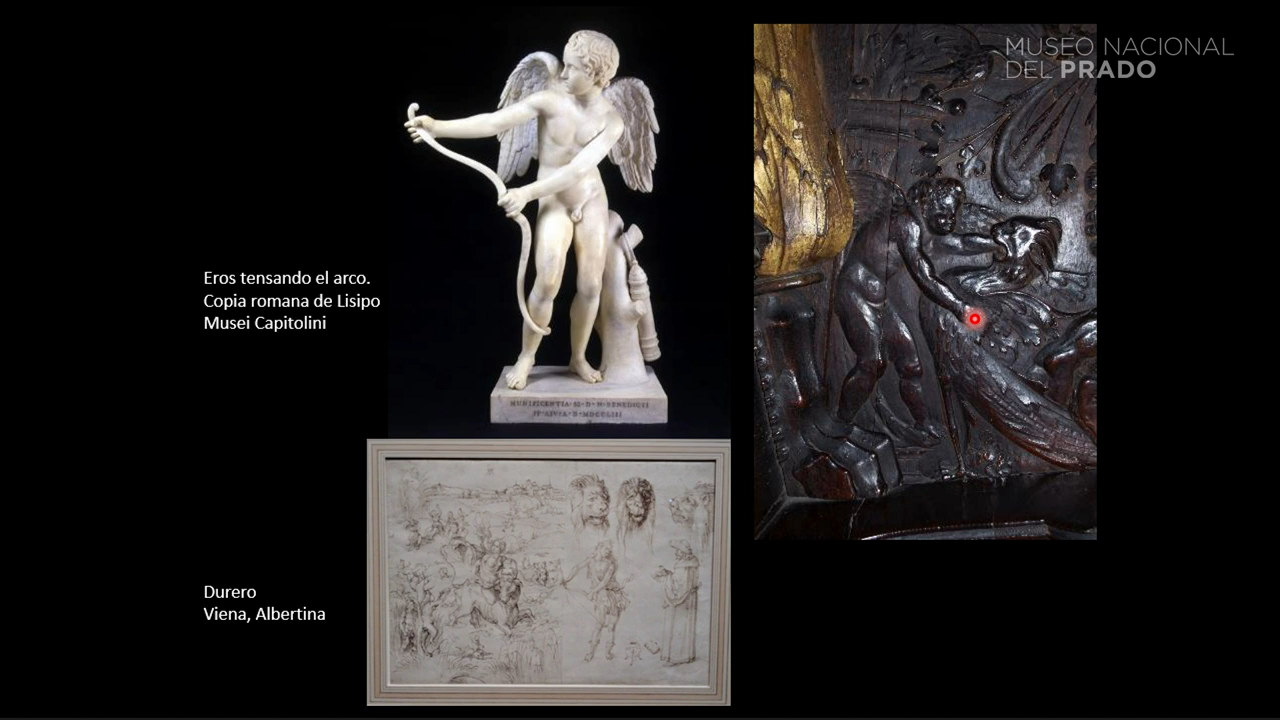 MUSEO NACIONAL
DEL PRADO
Eros tensando el arco.
Copia romana de Lisipo
Musei Capitolini
Durero
Viena, Albertina